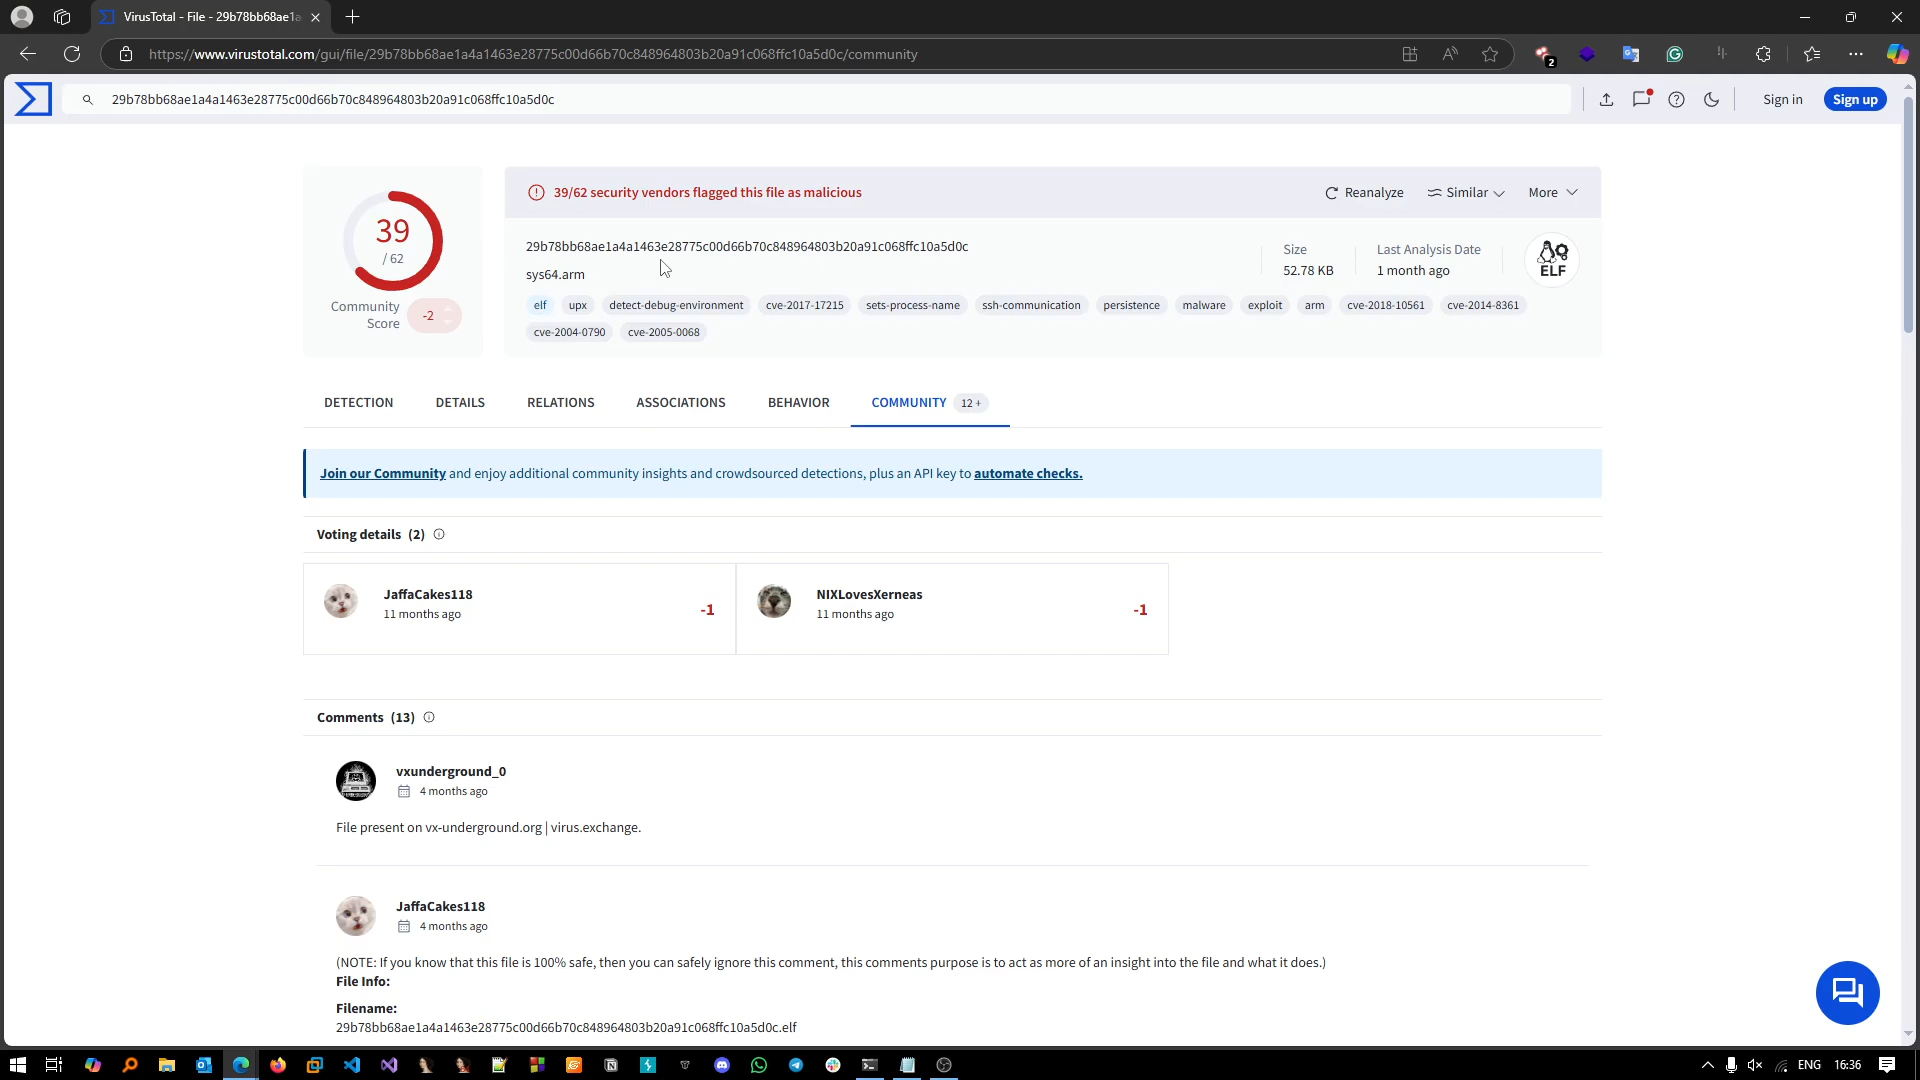 VirusTotal - File - 29b78bb68ae1a
https://www.virustotal.com/gui/file/29b78bb68ae1a4a1463e28775c00d66b70c848964803b20a91c068ffc10a5d0c/community
2
29b78bb68ae1a4a1463e28775c00d66b70c848964803b20a91c068ffc10a5d0c
Sign in
Sign up
39
/ 62
Community
Score
-2
39/62 security vendors flagged this file as malicious
Reanalyze
Similar
More
29b78bb68ae1a4a1463e28775c00d66b70c848964803b20a91c068ffc10a5d0c
sys64.arm
Size
52.78 KB
Last Analysis Date
1 month ago
ELF
elf upx detect-debug-environment cve-2017-17215 sets-process-name ssh-communication persistence malware exploit arm cve-2018-10561 cve-2014-8361
cve-2004-0790 cve-2005-0068
DETECTION DETAILS RELATIONS ASSOCIATIONS BEHAVIOR COMMUNITY 12 +
Join our Community and enjoy additional community insights and crowdsourced detections, plus an API key to automate checks.
Voting details (2)
JaffaCakes118
11 months ago
-1
NIXLovesXerneas
11 months ago
-1
Comments (13)
vxunderground_0
4 months ago
File present on vx-underground.org | virus.exchange.
JaffaCakes118
4 months ago
(NOTE: If you know that this file is 100% safe, then you can safely ignore this comment, this comments purpose is to act as more of an insight into the file and what it does.)
File Info:
Filename:
29b78bb68ae1a4a1463e28775c00d66b70c848964803b20a91c068ffc10a5d0c.elf
ENG
16:36